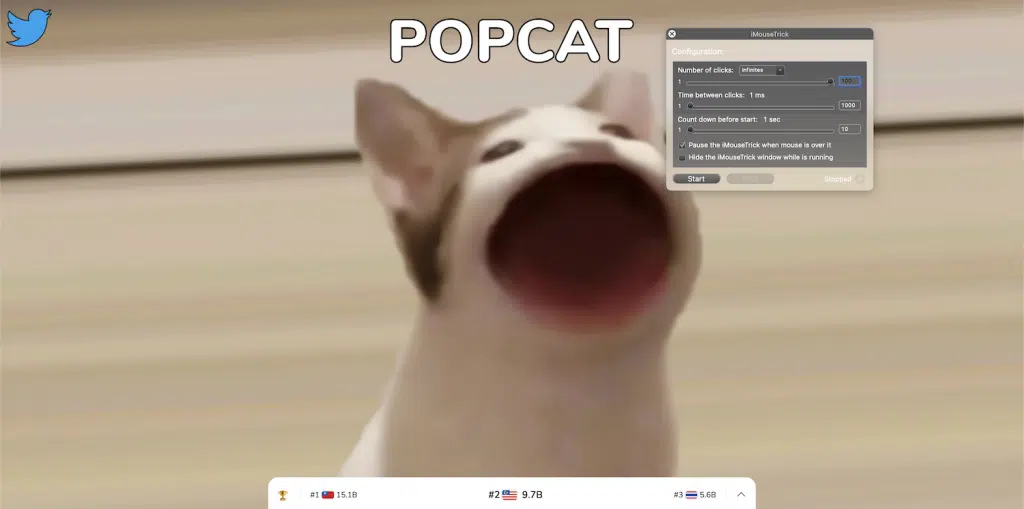 POPCAT
iMouseTrick
Configuration:
Number of clicks: Infinites
1 100
Time between clicks: 1 ms
1 1000
Count down before start: 1 sec
1 10
Pause the iMouseTrick when mouse is over it
Hide the iMouseTrick window while is running
Start Stopped
#1 15.1B #2 9.7B #3 5.6B